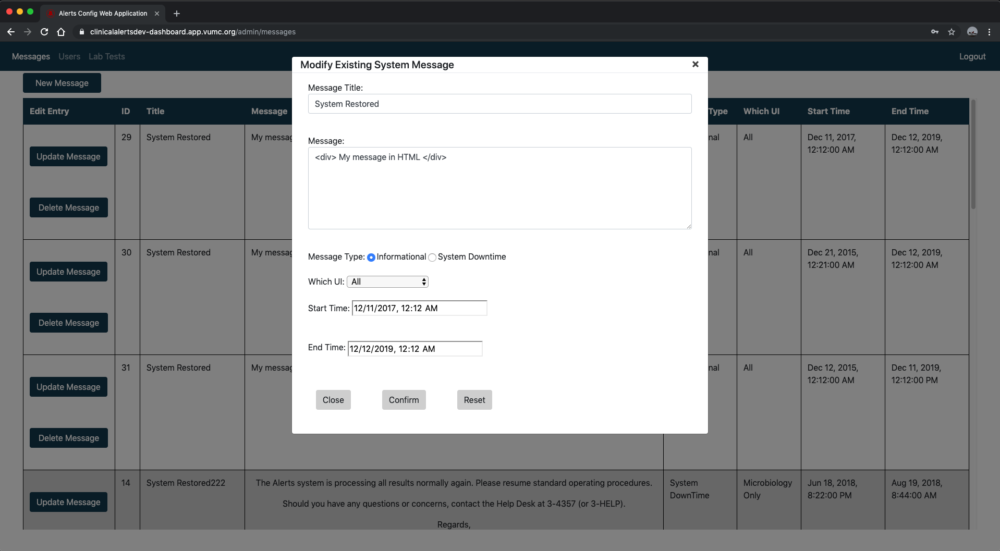 Alerts Config Web Application
clinicalalertsdev-dashboard.app.vumc.org/admin/messages
Messages Users Lab Tests Logout
New Message
Edit Entry ID Title Message Type Which UI Start Time End Time
29 System Restored My messag nal All Dec 11, 2017, 12:12:00 AM Dec 12, 2019, 12:12:00 AM
Update Message
Delete Message
30 System Restored My messag nal All Dec 21, 2015, 12:21:00 AM Dec 12, 2019, 12:12:00 AM
Update Message
Delete Message
31 System Restored My messag nal All Dec 12, 2015, 12:12:00 AM Dec 11, 2019, 12:12:00 PM
Update Message
Delete Message
14 System Restored222 The Alerts system is processing all results normally again. Please resume standard operating procedures. System DownTime Microbiology Only Jun 18, 2018, 8:22:00 PM Aug 19, 2018, 8:44:00 AM
Update Message
Should you have any questions or concerns, contact the Help Desk at 3-4357 (or 3-HELP).
Regards,
Modify Existing System Message
Message Title:
System Restored
Message:
<div> My message in HTML </div>
Message Type: Informational System Downtime
Which UI: All
Start Time: 12/11/2017, 12:12 AM
End Time: 12/12/2019, 12:12 AM
Close Confirm Reset